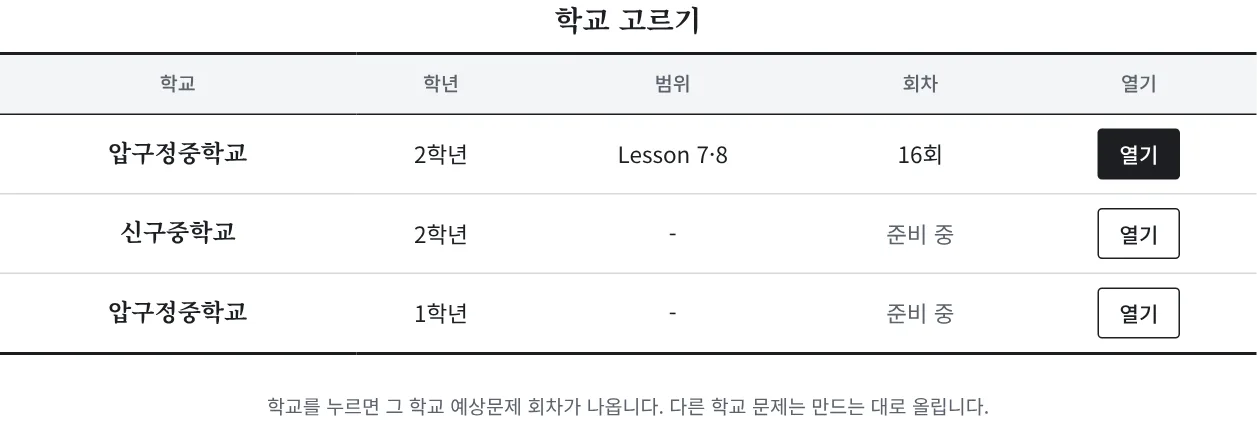 학교 고르기
학교 학년 범위 회차 열기
압구정중학교 2학년 Lesson 7·8 16회 열기
신구중학교 2학년 - 준비 중 열기
압구정중학교 1학년 - 준비 중 열기
학교를 누르면 그 학교 예상문제 회차가 나옵니다. 다른 학교 문제는 만드는 대로 올립니다.